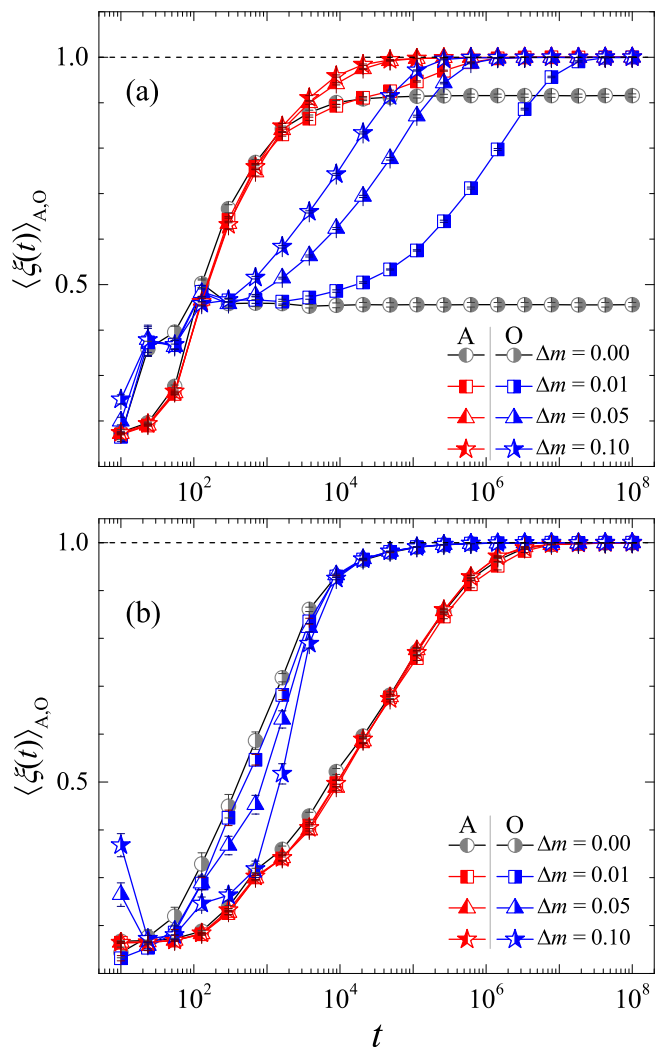 1.0
(a)
⟨ξ(t)⟩A,O
0.5
A O
Δm = 0.00
Δm = 0.01
Δm = 0.05
Δm = 0.10
10² 10⁴ 10⁶ 10⁸
1.0
(b)
⟨ξ(t)⟩A,O
0.5
A O
Δm = 0.00
Δm = 0.01
Δm = 0.05
Δm = 0.10
10² 10⁴ 10⁶ 10⁸
t